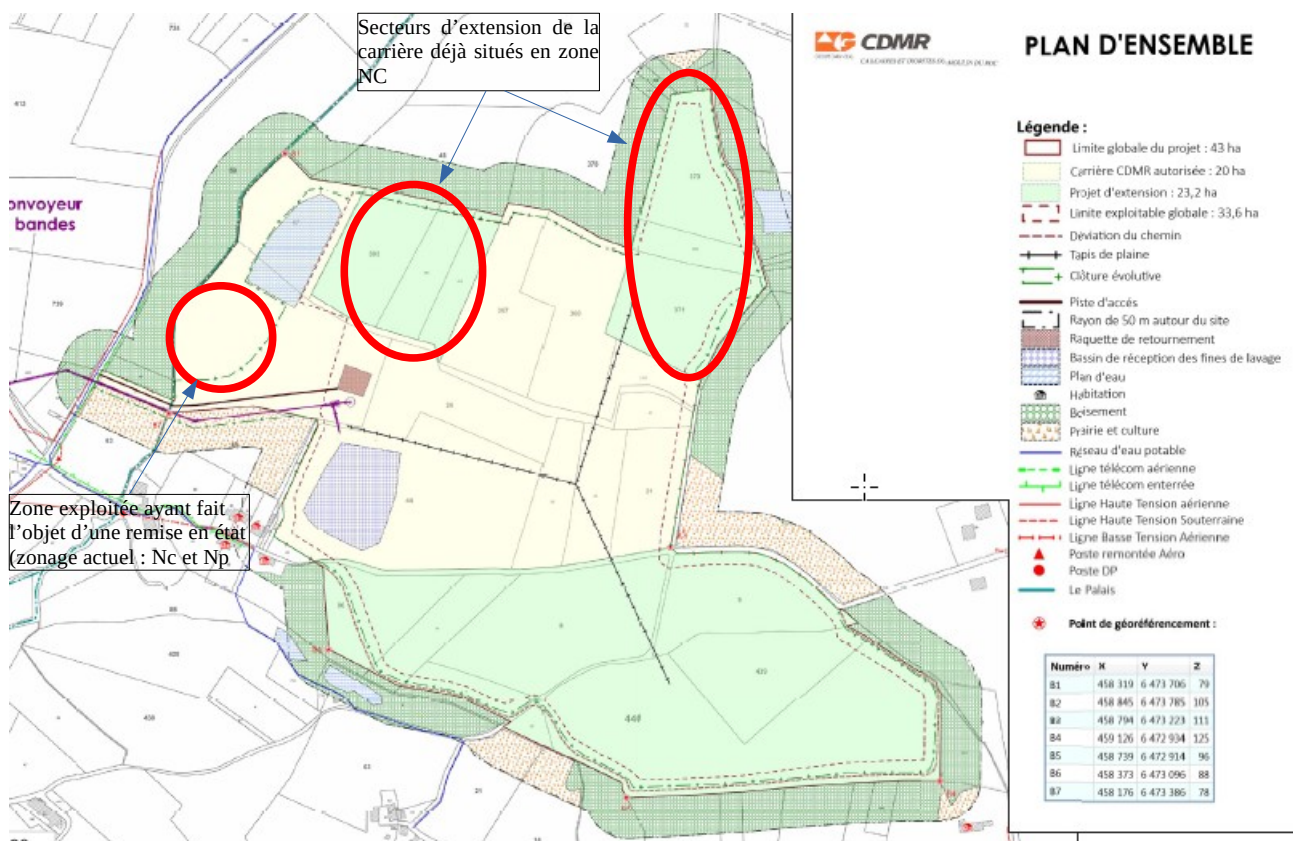 Secteurs d'extension de la
carrière déjà situés en zone
NC
CDMR
PLAN D'ENSEMBLE
Légende :
Limite globale du projet : 43 ha
Carrière CDMR autorisée : 20 ha
Projet d'extension : 23,2 ha
Limite exploitable globale : 33,6 ha
Déviation du chemin
Tapis de plaine
Clôture évolutive
Piste d'accés
Rayon de 50 m autour du site
Raquette de retournement
Bassin de réception des fines de lavage
Plan d'eau
Habitation
Boisement
Prairie et culture
Réseau d'eau potable
Ligne télécom aérienne
Ligne télécom enterrée
Ligne Haute Tension aérienne
Ligne Haute Tension Souterraine
Ligne Basse Tension Aérienne
Poste remontée Aéro
Poste DP
Le Palais
Point de géoréférencement :
Numéro X Y Z
B1 458 319 6 473 706 79
B2 458 845 6 473 785 105
B3 458 794 6 473 223 111
B4 459 126 6 472 934 125
B5 458 739 6 472 914 96
B6 458 373 6 473 096 88
B7 458 176 6 473 386 78
onvoyeur
bandes
Zone exploitée ayant fait
l'objet d'une remise en état
(zonage actuel : Nc et Np
413
739
378
371
439
446